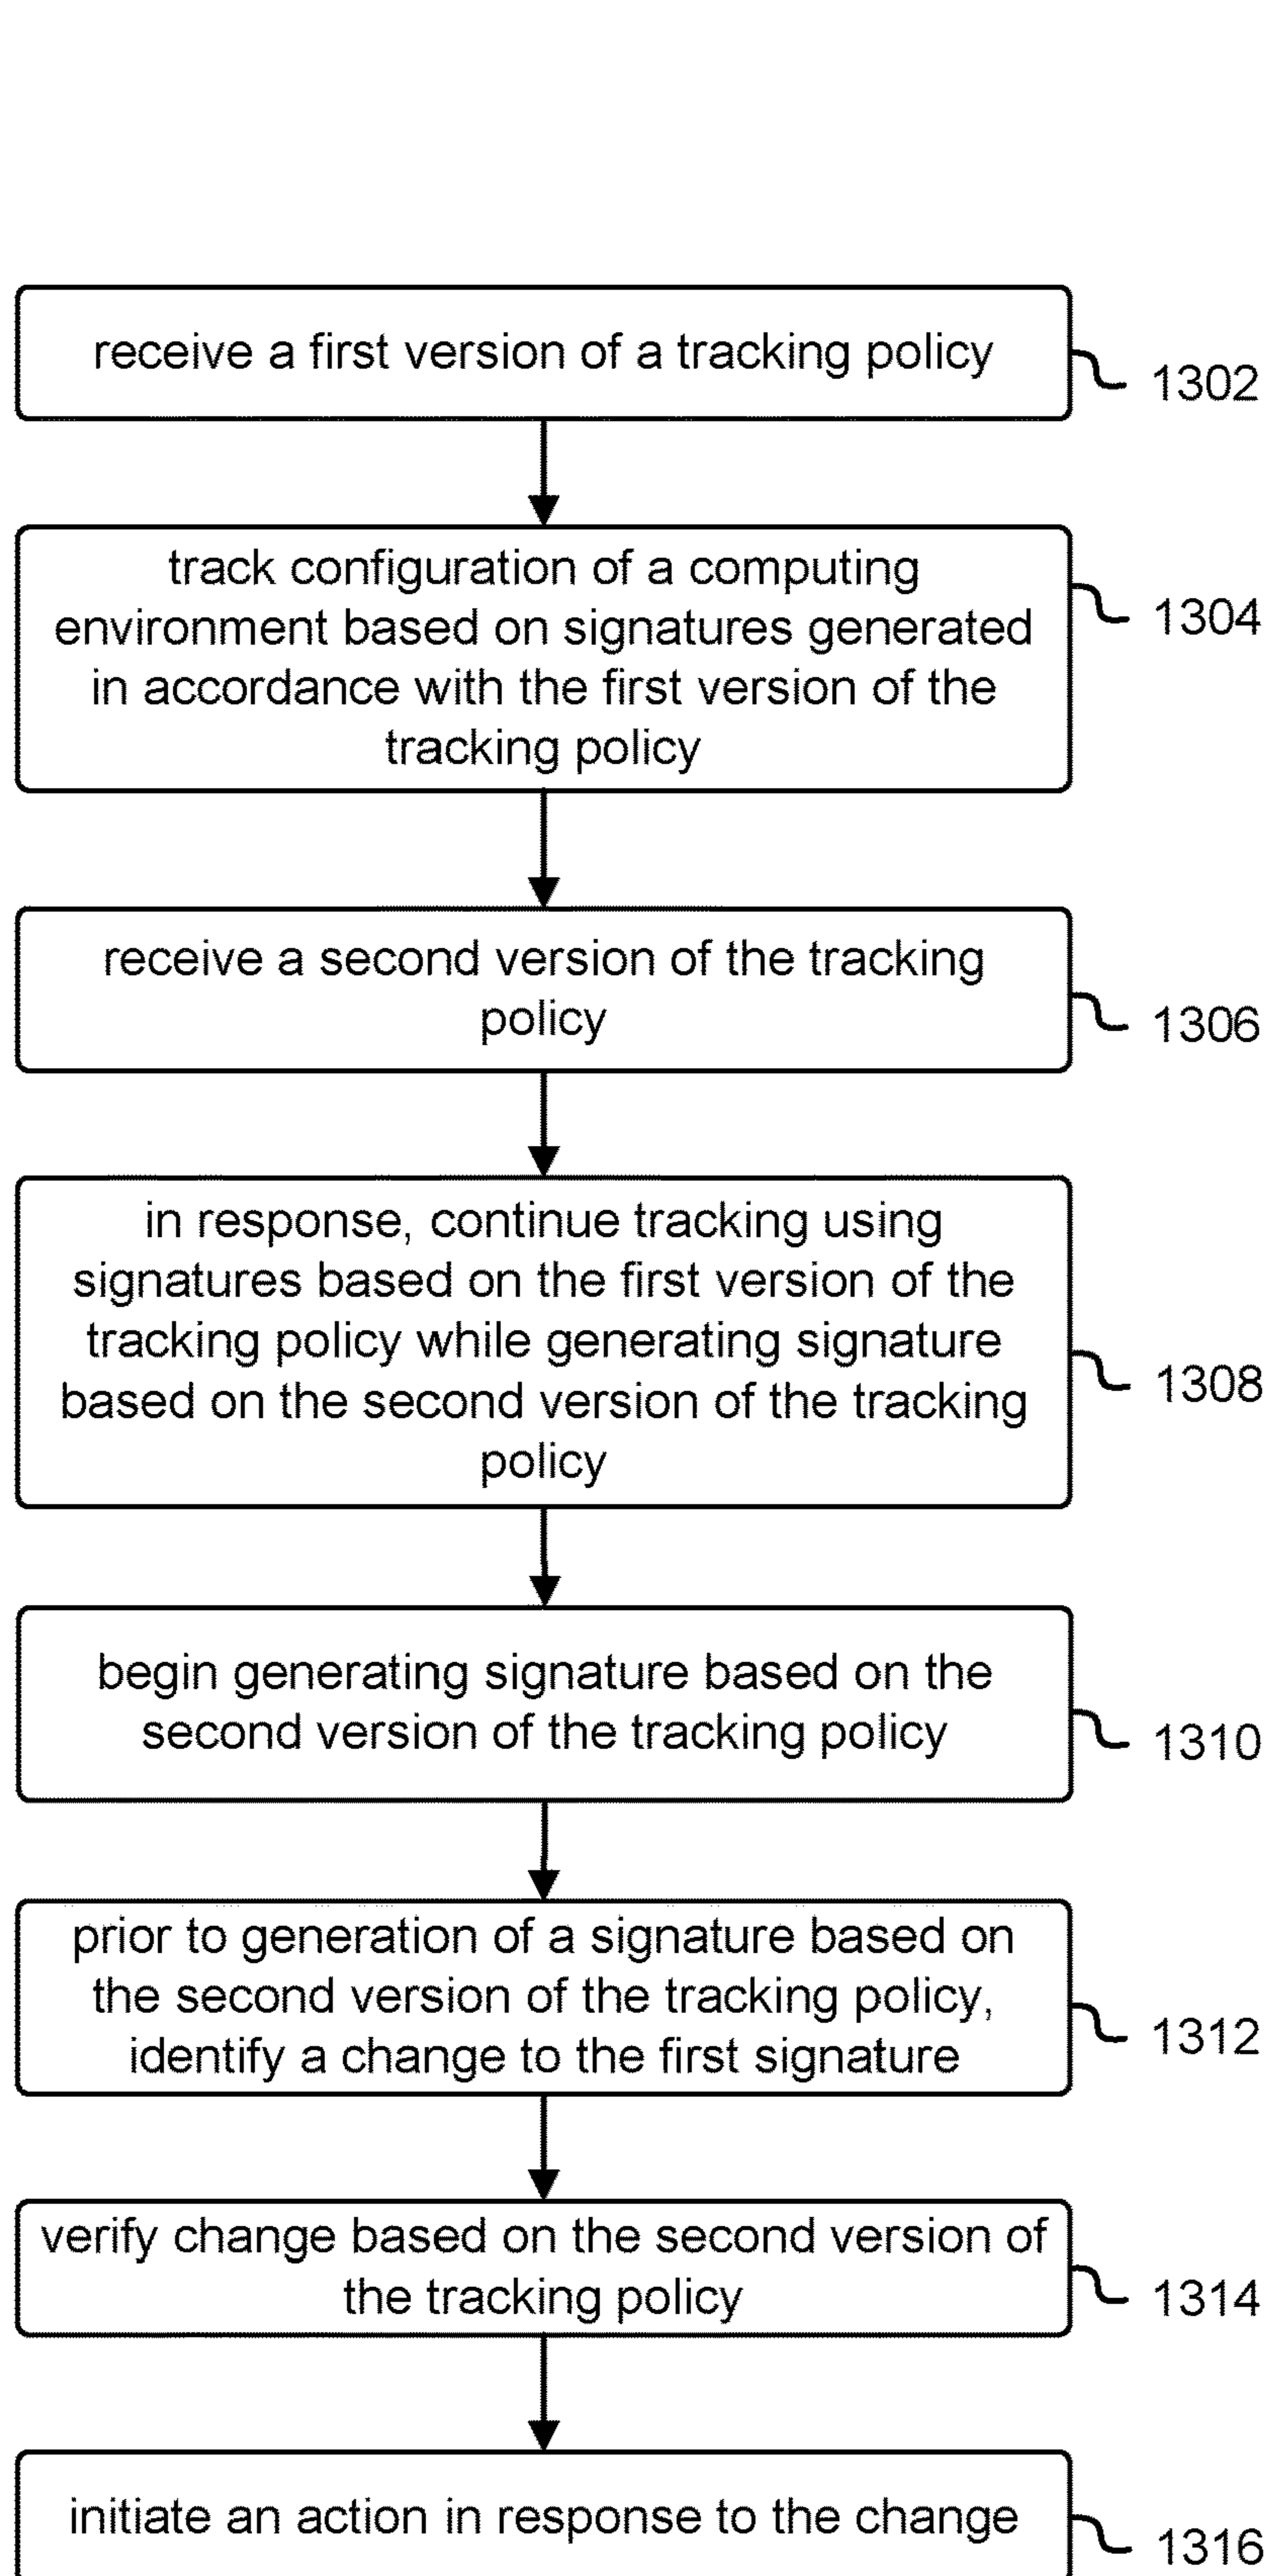 receive a first version of a tracking policy
1302
track configuration of a computing
environment based on signatures generated
in accordance with the first version of the
tracking policy
1304
receive a second version of the tracking
policy
1306
in response, continue tracking using
signatures based on the first version of the
tracking policy while generating signature
based on the second version of the tracking
policy
1308
begin generating signature based on the
second version of the tracking policy
1310
prior to generation of a signature based on
the second version of the tracking policy,
identify a change to the first signature
1312
verify change based on the second version of
the tracking policy
1314
initiate an action in response to the change
1316